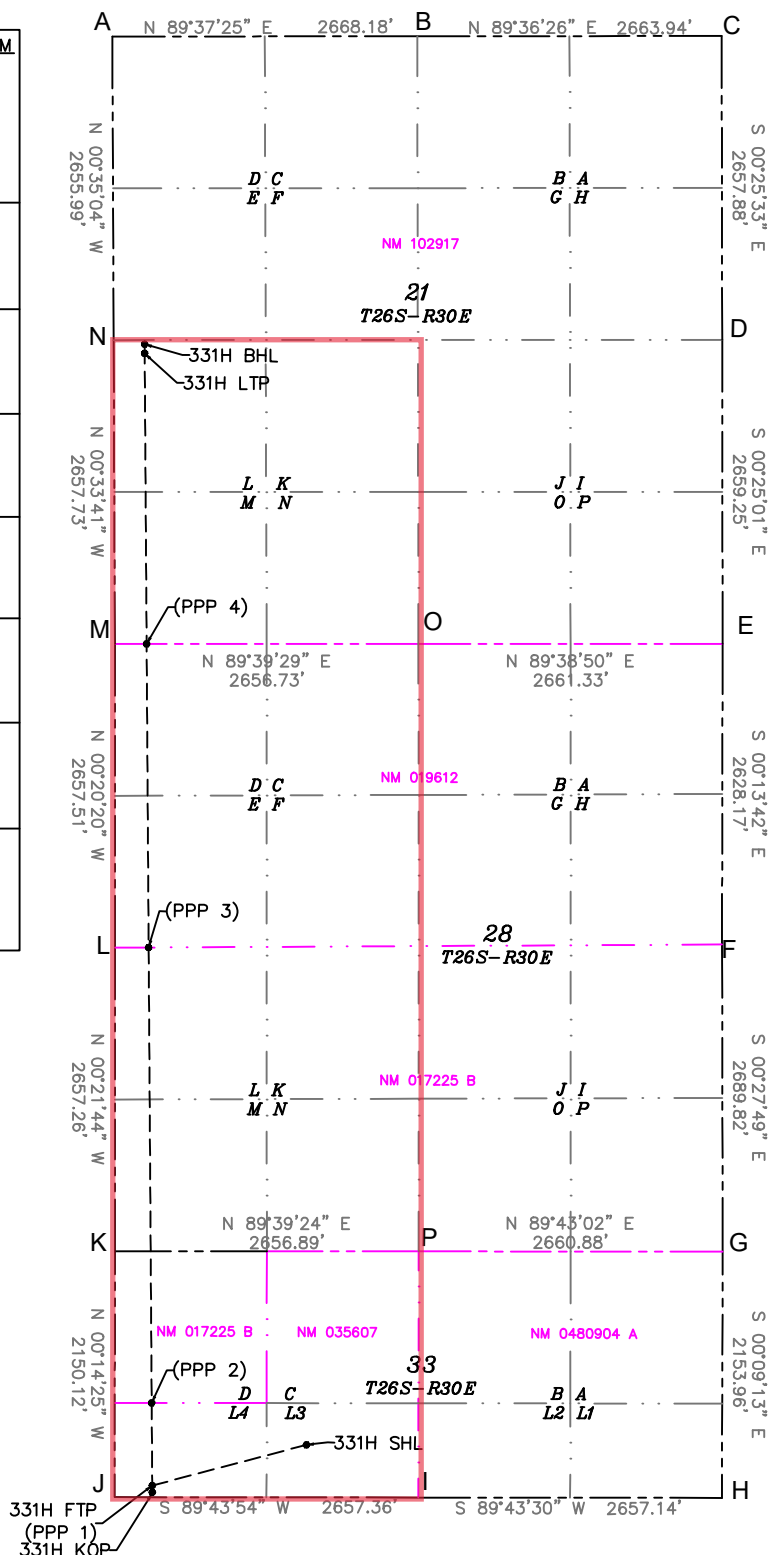 M
A
B
C
N 89°37'25" E 2668.18'
N 89°36'26" E 2663.94'
N 00°35'04" W
2655.99'
S 00°25'33" E
2657.88'
D C
E F
B A
G H
NM 102917
21
T26S-R30E
N
D
331H BHL
331H LTP
N 00°33'41" W
2657.73'
S 00°25'01" E
2659.25'
L K
M N
J I
O P
(PPP 4)
M
O
E
N 89°39'29" E
2656.73'
N 89°38'50" E
2661.33'
N 00°20'20" W
2657.51'
S 00°13'42" E
2628.17'
D C
E F
NM 019612
B A
G H
(PPP 3)
L
28
T26S-R30E
F
N 00°21'44" W
2657.26'
S 00°27'49" E
2689.82'
L K
M N
NM 017225 B
J I
O P
N 89°39'24" E
2656.89'
N 89°43'02" E
2660.88'
K
P
G
N 00°14'25" W
2150.12'
S 00°09'13" E
2153.96'
NM 017225 B
NM 035607
NM 0480904 A
(PPP 2)
33
T26S-R30E
D C
L4 L3
B A
L2 L1
331H SHL
J
I
H
S 89°43'54" W 2657.36'
S 89°43'30" W 2657.14'
331H FTP
(PPP 1)
331H KOP